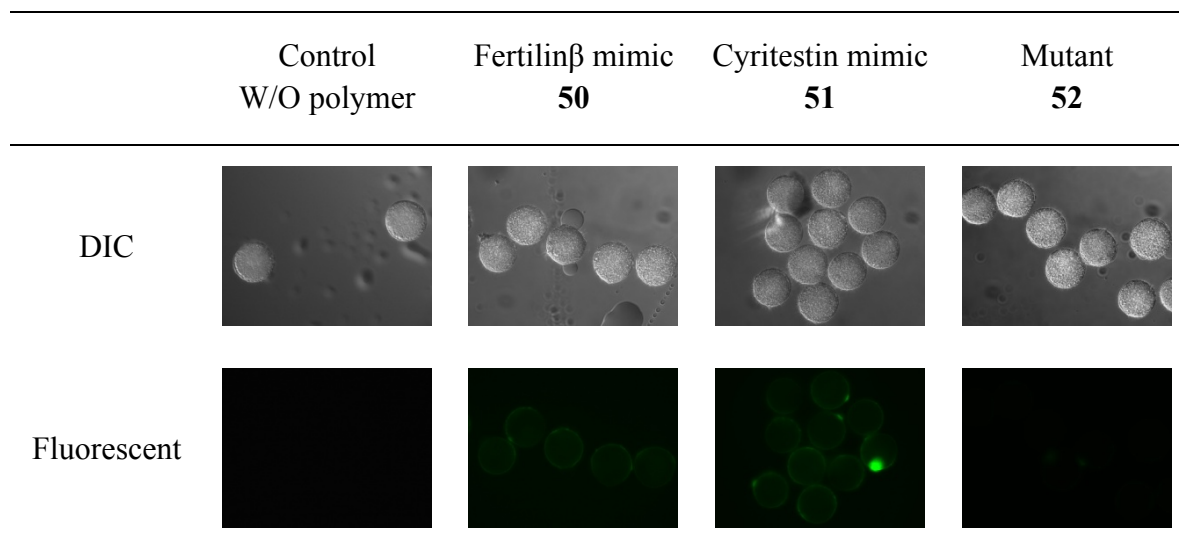 Control Fertilinβ mimic Cyritestin mimic Mutant
W/O polymer 50 51 52
DIC
Fluorescent